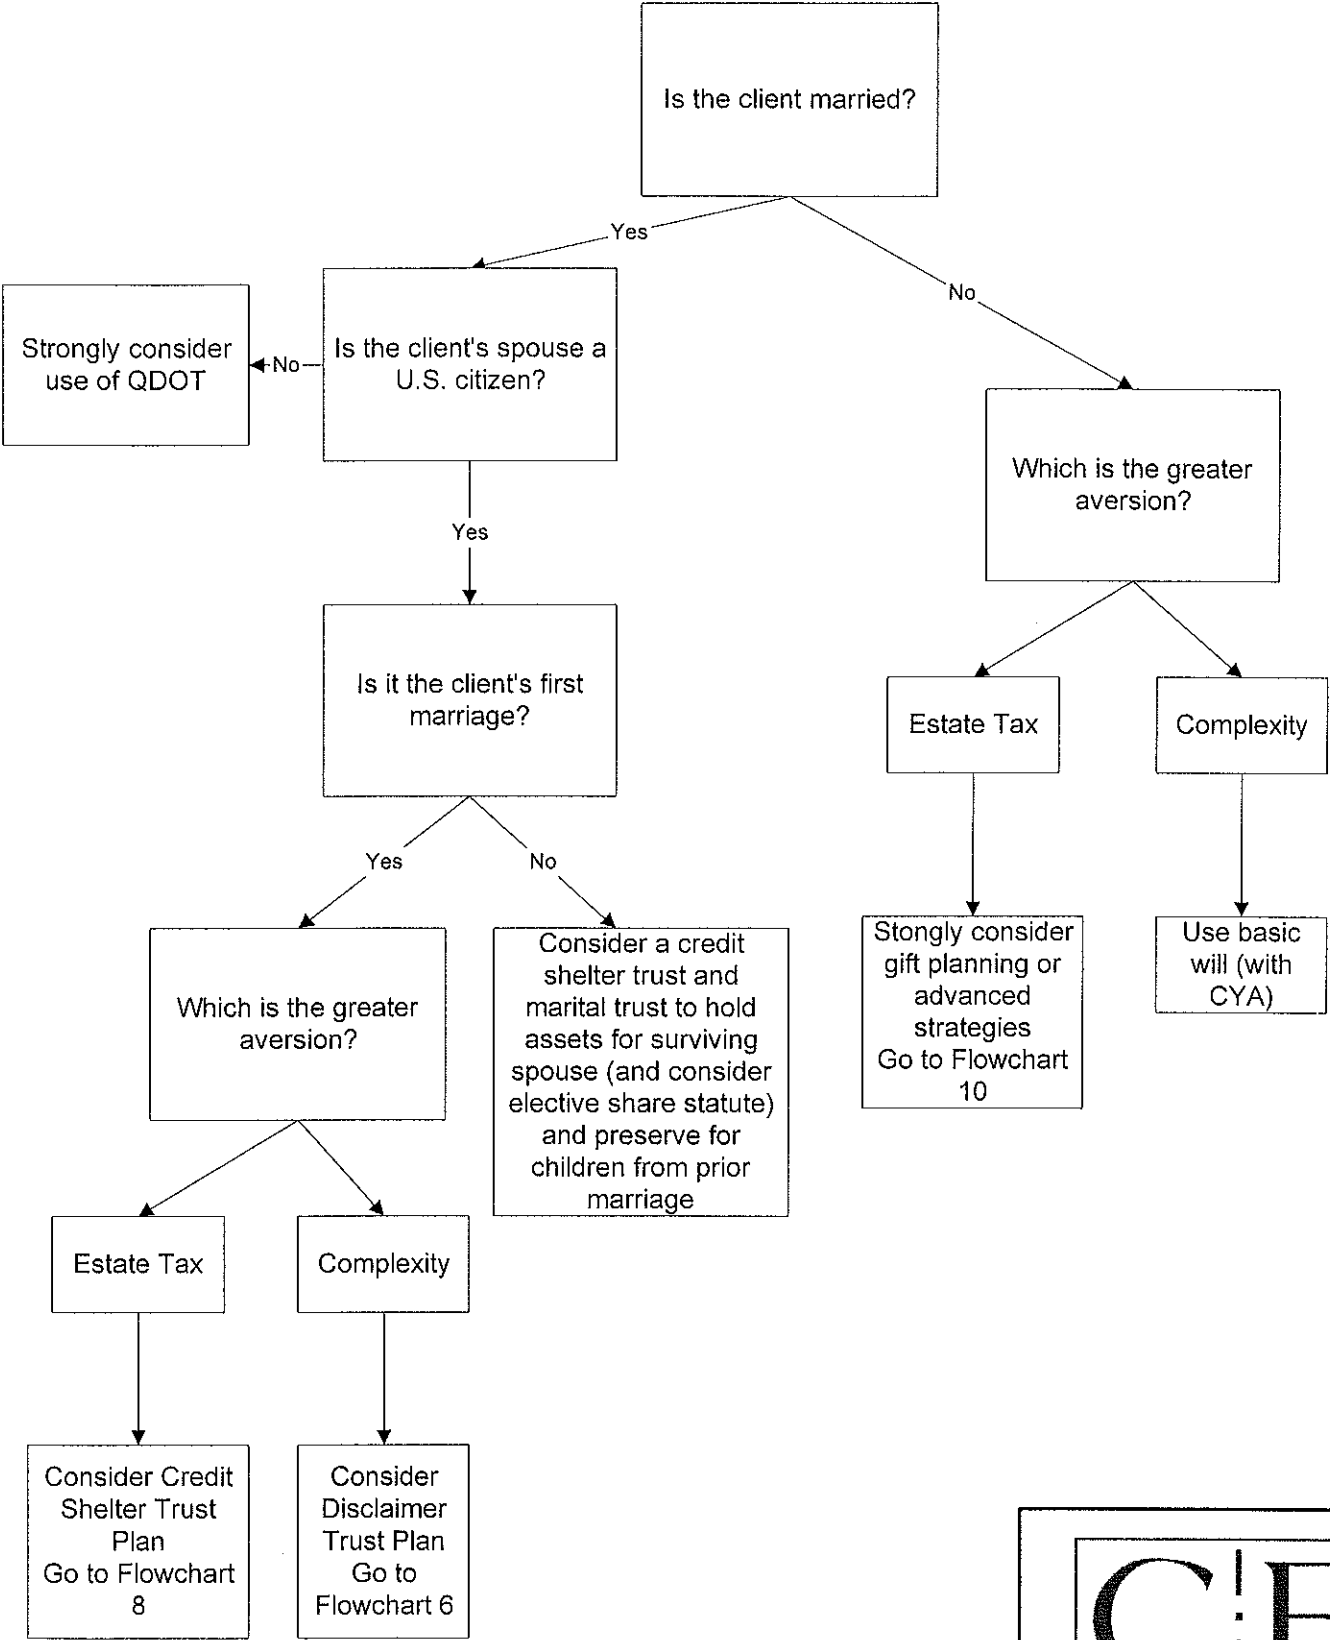 Is the client married?
Yes
No
Strongly consider
use of QDOT
No
Is the client's spouse a
U.S. citizen?
Which is the greater
aversion?
Yes
Is it the client's first
marriage?
Estate Tax
Complexity
Yes
No
Which is the greater
aversion?
Consider a credit
shelter trust and
marital trust to hold
assets for surviving
spouse (and consider
elective share statute)
and preserve for
children from prior
marriage
Stongly consider
gift planning or
advanced
strategies
Go to Flowchart
10
Use basic
will (with
CYA)
Estate Tax
Complexity
Consider Credit
Shelter Trust
Plan
Go to Flowchart
8
Consider
Disclaimer
Trust Plan
Go to
Flowchart 6